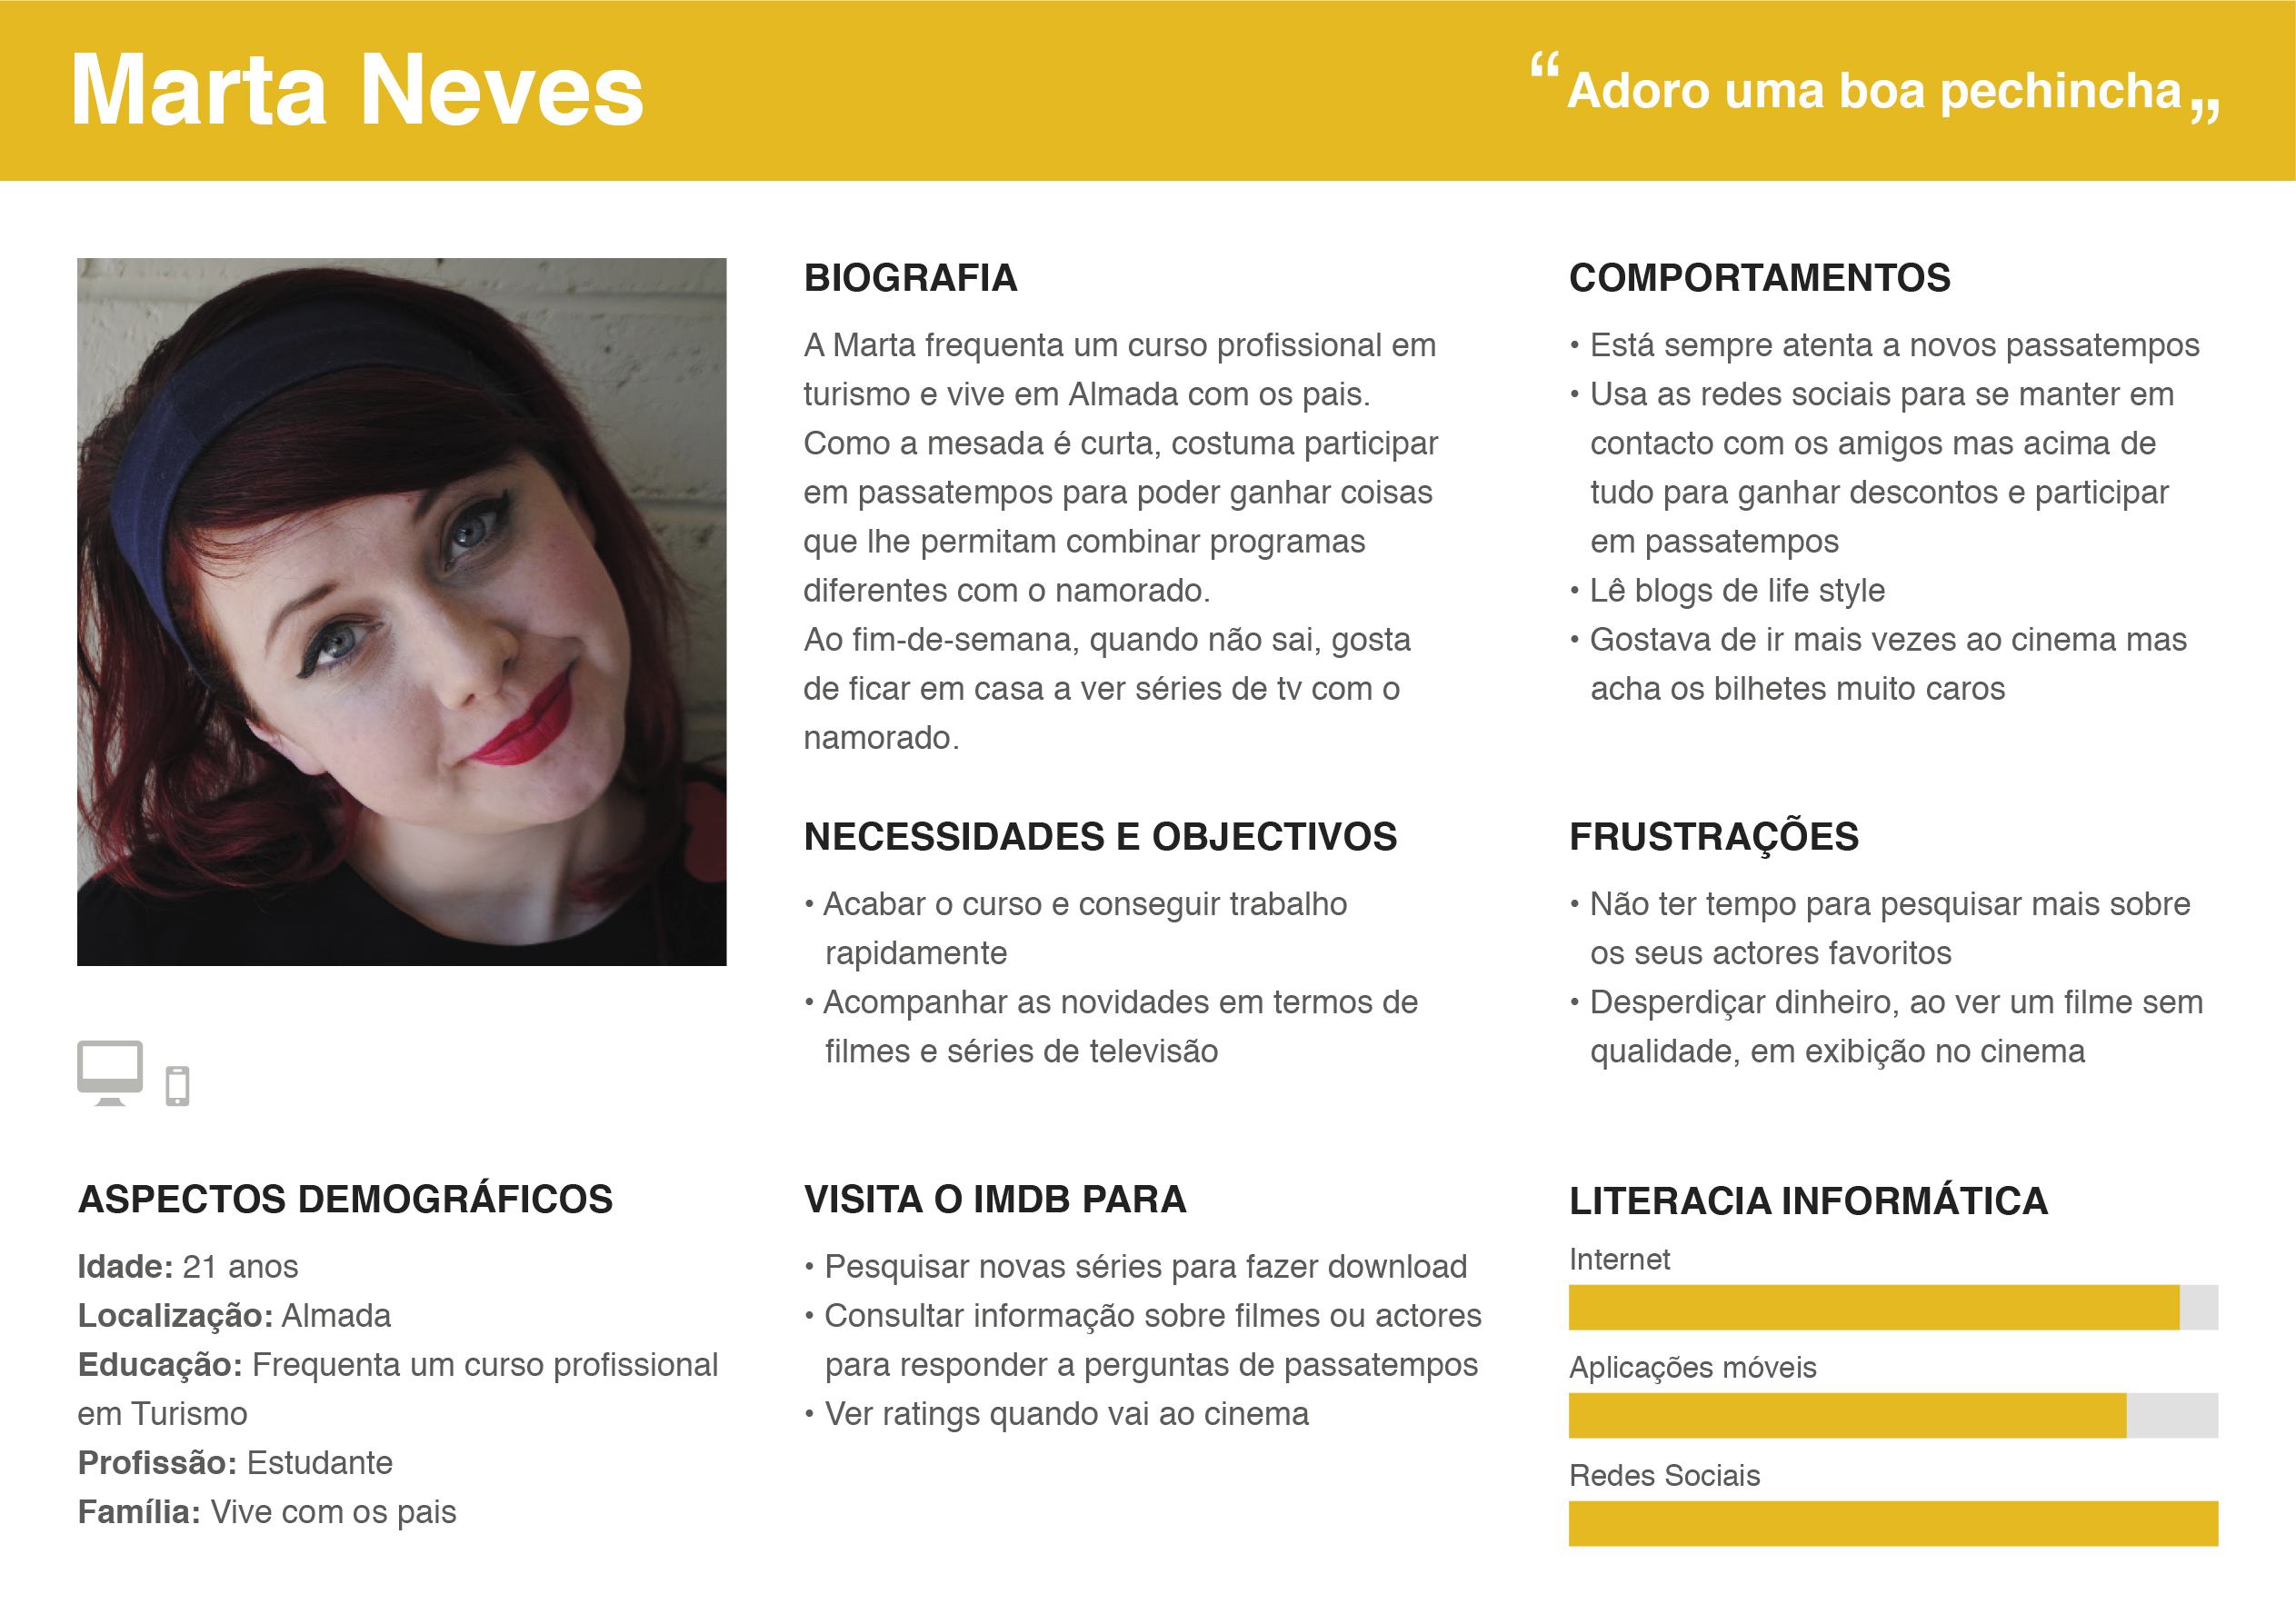 Marta Neves
“Adoro uma boa pechincha”
BIOGRAFIA
A Marta frequenta um curso profissional em
turismo e vive em Almada com os pais.
Como a mesada é curta, costuma participar
em passatempos para poder ganhar coisas
que lhe permitam combinar programas
diferentes com o namorado.
Ao fim-de-semana, quando não sai, gosta
de ficar em casa a ver séries de tv com o
namorado.
COMPORTAMENTOS
• Está sempre atenta a novos passatempos
• Usa as redes sociais para se manter em
contacto com os amigos mas acima de
tudo para ganhar descontos e participar
em passatempos
• Lê blogs de life style
• Gostava de ir mais vezes ao cinema mas
acha os bilhetes muito caros
NECESSIDADES E OBJECTIVOS
• Acabar o curso e conseguir trabalho
rapidamente
• Acompanhar as novidades em termos de
filmes e séries de televisão
FRUSTRAÇÕES
• Não ter tempo para pesquisar mais sobre
os seus actores favoritos
• Desperdiçar dinheiro, ao ver um filme sem
qualidade, em exibição no cinema
ASPECTOS DEMOGRÁFICOS
Idade: 21 anos
Localização: Almada
Educação: Frequenta um curso profissional
em Turismo
Profissão: Estudante
Família: Vive com os pais
VISITA O IMDB PARA
• Pesquisar novas séries para fazer download
• Consultar informação sobre filmes ou actores
para responder a perguntas de passatempos
• Ver ratings quando vai ao cinema
LITERACIA INFORMÁTICA
Internet
Aplicações móveis
Redes Sociais